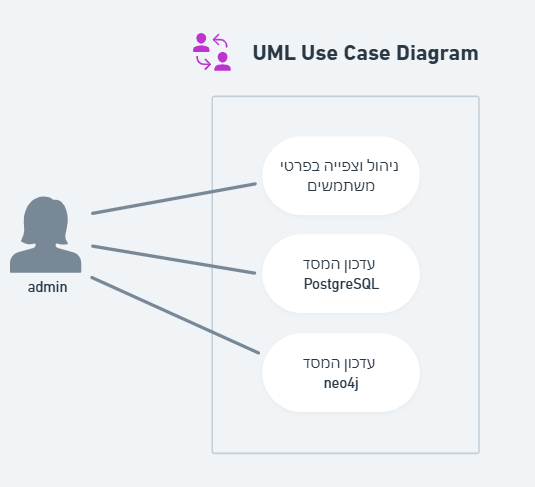 UML Use Case Diagram
ניהול וצפייה בפרטי
משתמשים
עדכון המסד
PostgreSQL
עדכון המסד
neo4j
admin